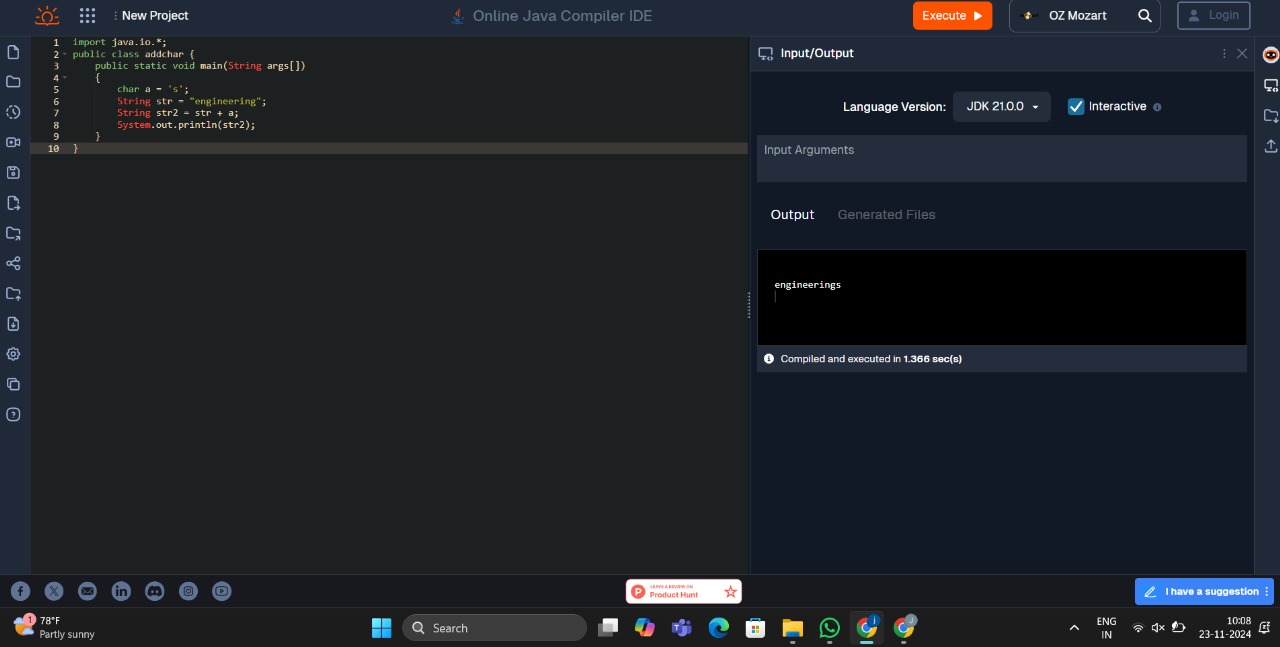 New Project
Online Java Compiler IDE
Execute
OZ Mozart
Login
1 import java.io.*;
2 public class addchar {
3 public static void main(String args[])
4 {
5 char a = 's';
6 String str = "engineering";
7 String str2 = str + a;
8 System.out.println(str2);
9 }
10 }
Input/Output
Language Version:
JDK 21.0.0
Interactive
Input Arguments
Output
Generated Files
engineerings
Compiled and executed in 1.366 sec(s)
LEAVE A REVIEW ON
Product Hunt
I have a suggestion
1
78°F
Partly sunny
Search
ENG
IN
10:08
23-11-2024